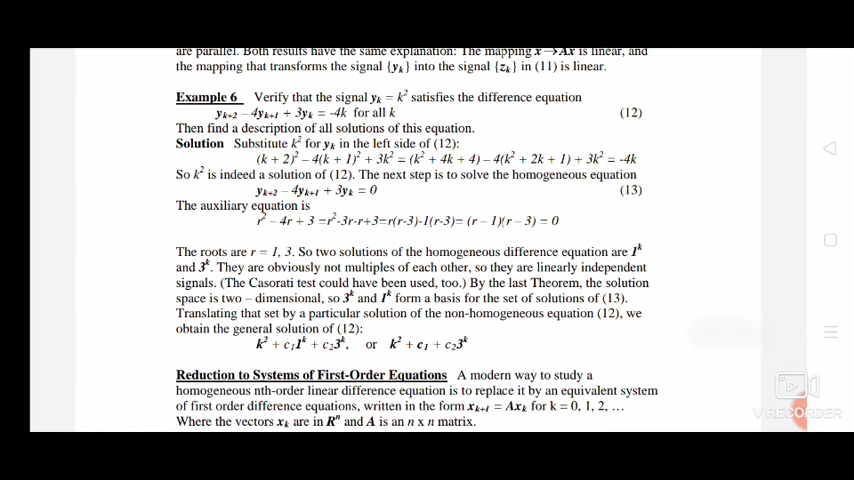 are parallel. Both results have the same explanation: The mapping x→Ax is linear, and
the mapping that transforms the signal {yₖ} into the signal {zₖ} in (11) is linear.
Example 6 Verify that the signal yₖ = k² satisfies the difference equation
yₖ₊₂ – 4yₖ₊₁ + 3yₖ = -4k for all k (12)
Then find a description of all solutions of this equation.
Solution Substitute k² for yₖ in the left side of (12):
(k + 2)² – 4(k + 1)² + 3k² = (k² + 4k + 4) – 4(k² + 2k + 1) + 3k² = -4k
So k² is indeed a solution of (12). The next step is to solve the homogeneous equation
yₖ₊₂ – 4yₖ₊₁ + 3yₖ = 0 (13)
The auxiliary equation is
r² – 4r + 3 =r²-3r-r+3=r(r-3)-1(r-3)= (r – 1)(r – 3) = 0
The roots are r = 1, 3. So two solutions of the homogeneous difference equation are 1ᵏ
and 3ᵏ. They are obviously not multiples of each other, so they are linearly independent
signals. (The Casorati test could have been used, too.) By the last Theorem, the solution
space is two – dimensional, so 3ᵏ and 1ᵏ form a basis for the set of solutions of (13).
Translating that set by a particular solution of the non-homogeneous equation (12), we
obtain the general solution of (12):
k² + c₁1ᵏ + c₂3ᵏ, or k² + c₁ + c₂3ᵏ
Reduction to Systems of First-Order Equations A modern way to study a
homogeneous nth-order linear difference equation is to replace it by an equivalent system
of first order difference equations, written in the form xₖ₊₁ = Axₖ for k = 0, 1, 2, …
Where the vectors xₖ are in Rⁿ and A is an n x n matrix.
V RECORDER